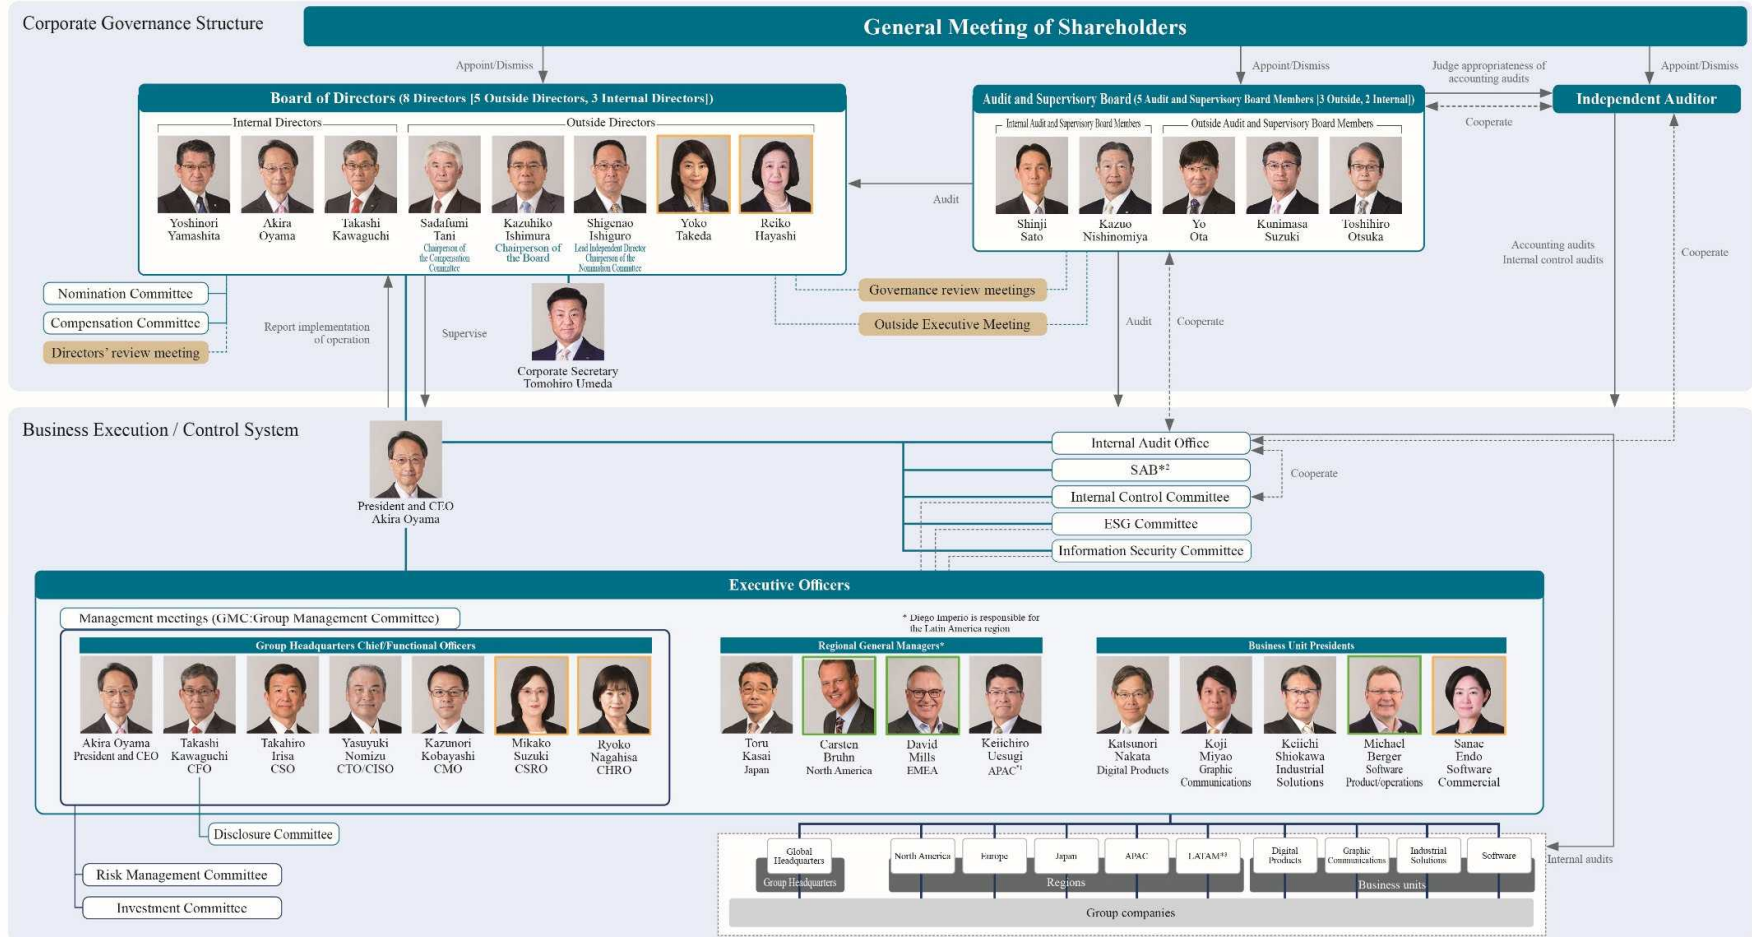 Corporate Governance Structure
General Meeting of Shareholders
Appoint/Dismiss
Appoint/Dismiss
Judge appropriateness of
accounting audits
Appoint/Dismiss
Board of Directors (8 Directors [5 Outside Directors, 3 Internal Directors])
Audit and Supervisory Board (5 Audit and Supervisory Board Members [3 Outside, 2 Internal])
Independent Auditor
Cooperate
Internal Directors
Outside Directors
Internal Audit and Supervisory Board Members
Outside Audit and Supervisory Board Members
Yoshinori
Yamashita
Akira
Oyama
Takashi
Kawaguchi
Sadafumi
Tani
Chairperson of
the Compensation
Committee
Kazuhiko
Ishimura
Chairperson of
the Board
Shigenao
Ishiguro
Lead Independent Director
Chairperson of the
Nomination Committee
Yoko
Takeda
Reiko
Hayashi
Audit
Shinji
Sato
Kazuo
Nishinomiya
Yo
Ota
Kunimasa
Suzuki
Toshihiro
Otsuka
Accounting audits
Internal control audits
Cooperate
Nomination Committee
Compensation Committee
Directors' review meeting
Report implementation
of operation
Supervise
Corporate Secretary
Tomohiro Umeda
Governance review meetings
Outside Executive Meeting
Audit
Cooperate
Business Execution / Control System
President and CEO
Akira Oyama
Internal Audit Office
SAB*2
Internal Control Committee
ESG Committee
Information Security Committee
Cooperate
Executive Officers
Management meetings (GMC:Group Management Committee)
* Diego Imperio is responsible for
the Latin America region
Group Headquarters Chief/Functional Officers
Regional General Managers*
Business Unit Presidents
Akira Oyama
President and CEO
Takashi
Kawaguchi
CFO
Takahiro
Irisa
CSO
Yasuyuki
Nomizu
CTO/CISO
Kazunori
Kobayashi
CMO
Mikako
Suzuki
CSRO
Ryoko
Nagahisa
CHRO
Toru
Kasai
Japan
Carsten
Bruhn
North America
David
Mills
EMEA
Keiichiro
Uesugi
APAC*1
Katsunori
Nakata
Digital Products
Koji
Miyao
Graphic
Communications
Keiichi
Shiokawa
Industrial
Solutions
Michael
Berger
Software
Product/operations
Sanae
Endo
Software
Commercial
Disclosure Committee
Risk Management Committee
Investment Committee
Global
Headquarters
Group Headquarters
North America
Europe
Japan
APAC
LATAM*3
Regions
Digital
Products
Graphic
Communications
Industrial
Solutions
Software
Business units
Group companies
Internal audits